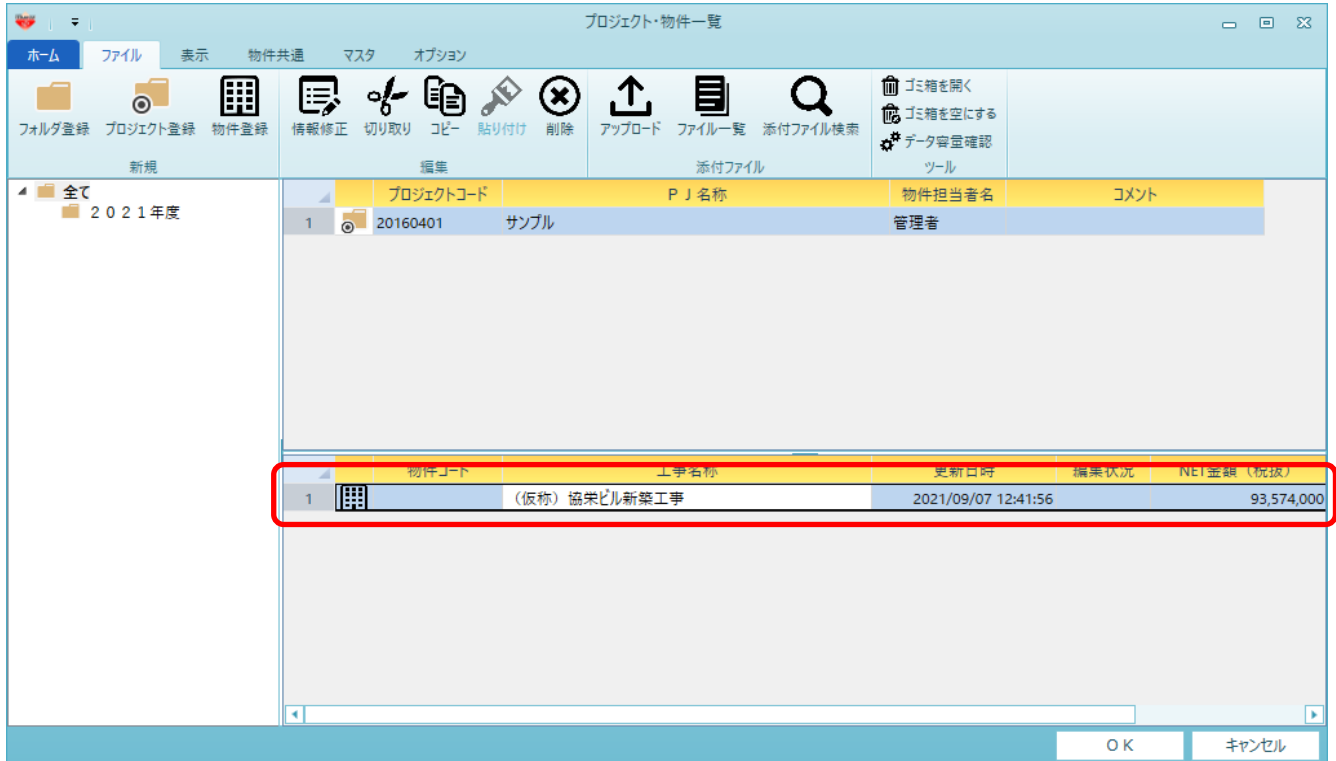 プロジェクト・物件一覧
ホーム ファイル 表示 物件共通 マスタ オプション
フォルダ登録 プロジェクト登録 物件登録 情報修正 切り取り コピー 貼り付け 削除 アップロード ファイル一覧 添付ファイル検索
ゴミ箱を開く
ゴミ箱を空にする
データ容量確認
新規 編集 添付ファイル ツール
全て
２０２１年度
プロジェクトコード ＰＪ名称 物件担当者名 コメント
1 20160401 サンプル 管理者
物件コード 工事名称 更新日時 編集状況 NET金額（税抜）
1 （仮称）協栄ビル新築工事 2021/09/07 12:41:56 93,574,000
ＯＫ キャンセル